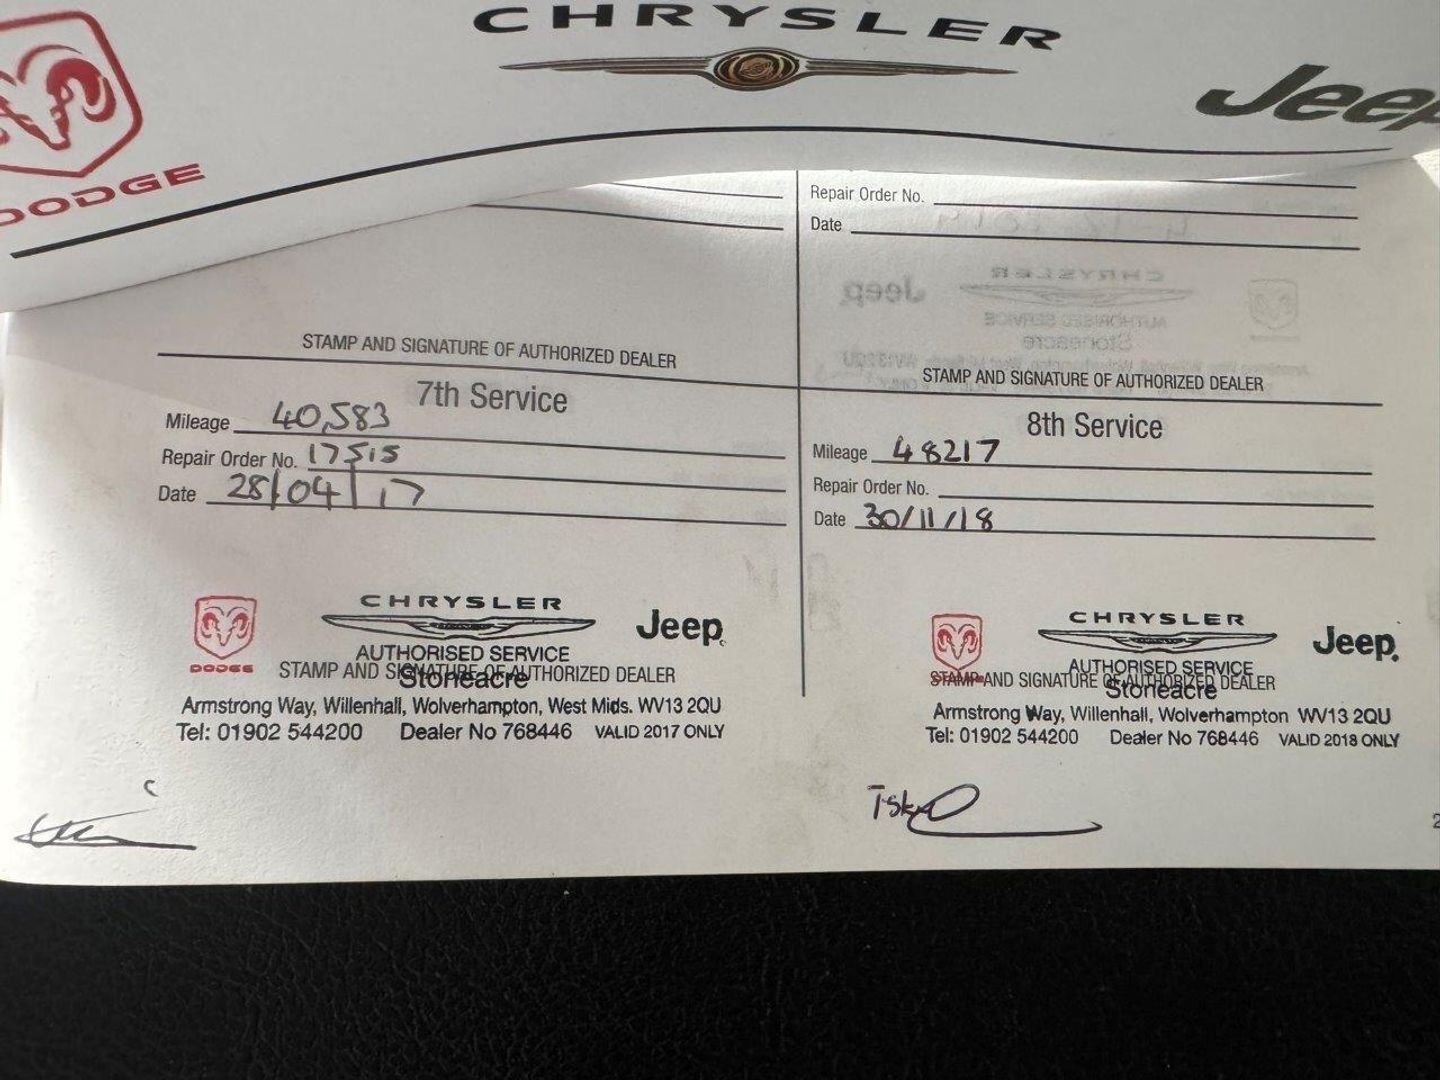 CHRYSLER
DODGE
Jeep
Repair Order No.
Date
STAMP AND SIGNATURE OF AUTHORIZED DEALER
STAMP AND SIGNATURE OF AUTHORIZED DEALER
7th Service
Mileage 40,583
Repair Order No. 17515
Date 28/04/17
CHRYSLER
DODGE
Jeep
AUTHORISED SERVICE
STAMP AND SIGNATURE OF AUTHORIZED DEALER
Stoneacre
Armstrong Way, Willenhall, Wolverhampton, West Mids. WV13 2QU
Tel: 01902 544200 Dealer No 768446 VALID 2017 ONLY
8th Service
Mileage 48217
Repair Order No.
Date 30/11/18
CHRYSLER
Jeep
AUTHORISED SERVICE
STAMP AND SIGNATURE OF AUTHORIZED DEALER
Stoneacre
Armstrong Way, Willenhall, Wolverhampton WV13 2QU
Tel: 01902 544200 Dealer No 768446 VALID 2018 ONLY
2